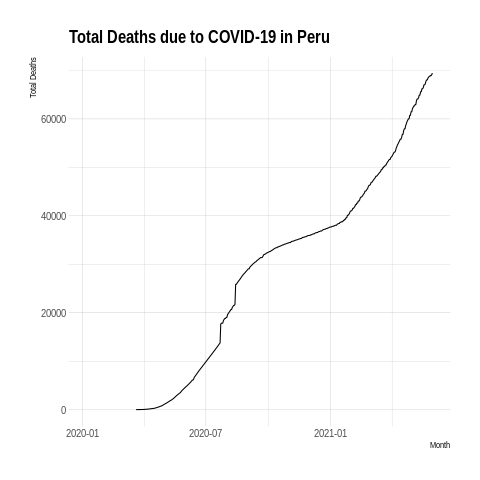 Total Deaths due to COVID-19 in Peru
Total Deaths
60000
40000
20000
0
2020-01 2020-07 2021-01
Month